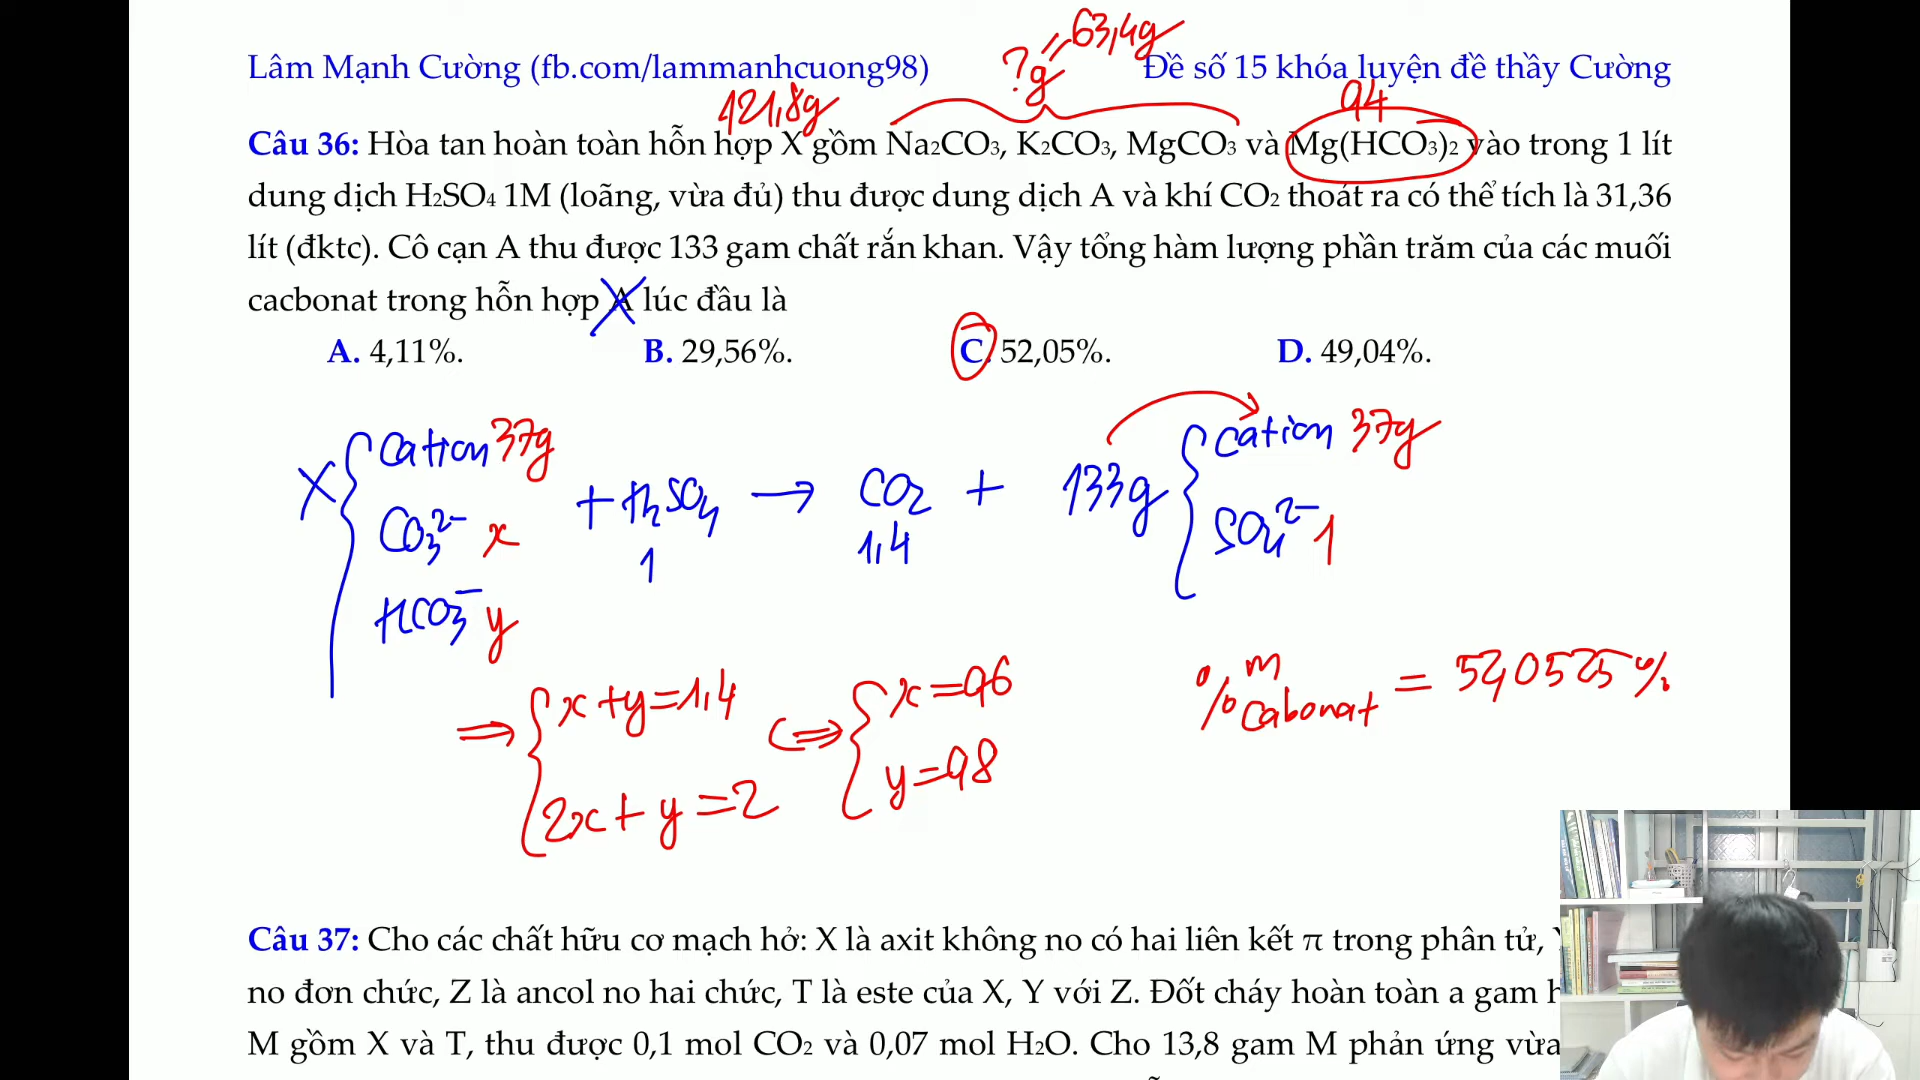 = 63,4g
?g
Lâm Mạnh Cường (fb.com/lammanhcuong98) Đề số 15 khóa luyện đề thầy Cường
121,8g 0,4
Câu 36: Hòa tan hoàn toàn hỗn hợp X gồm Na2CO3, K2CO3, MgCO3 và Mg(HCO3)2 vào trong 1 lít
dung dịch H2SO4 1M (loãng, vừa đủ) thu được dung dịch A và khí CO2 thoát ra có thể tích là 31,36
lít (đktc). Cô cạn A thu được 133 gam chất rắn khan. Vậy tổng hàm lượng phần trăm của các muối
cacbonat trong hỗn hợp A lúc đầu là
A. 4,11%. B. 29,56%. C. 52,05%. D. 49,04%.
Cation 37g Cation 37g
X + H2SO4 → CO2 + 133g
CO3 2- x 1 1,4 SO4 2- 1
HCO3 - y
⇒ x + y = 1,4 ⇔ x = 0,6 %m Cabonat = 52,0525%
2x + y = 2 y = 0,8
Câu 37: Cho các chất hữu cơ mạch hở: X là axit không no có hai liên kết π trong phân tử,
no đơn chức, Z là ancol no hai chức, T là este của X, Y với Z. Đốt cháy hoàn toàn a gam
M gồm X và T, thu được 0,1 mol CO2 và 0,07 mol H2O. Cho 13,8 gam M phản ứng vừa